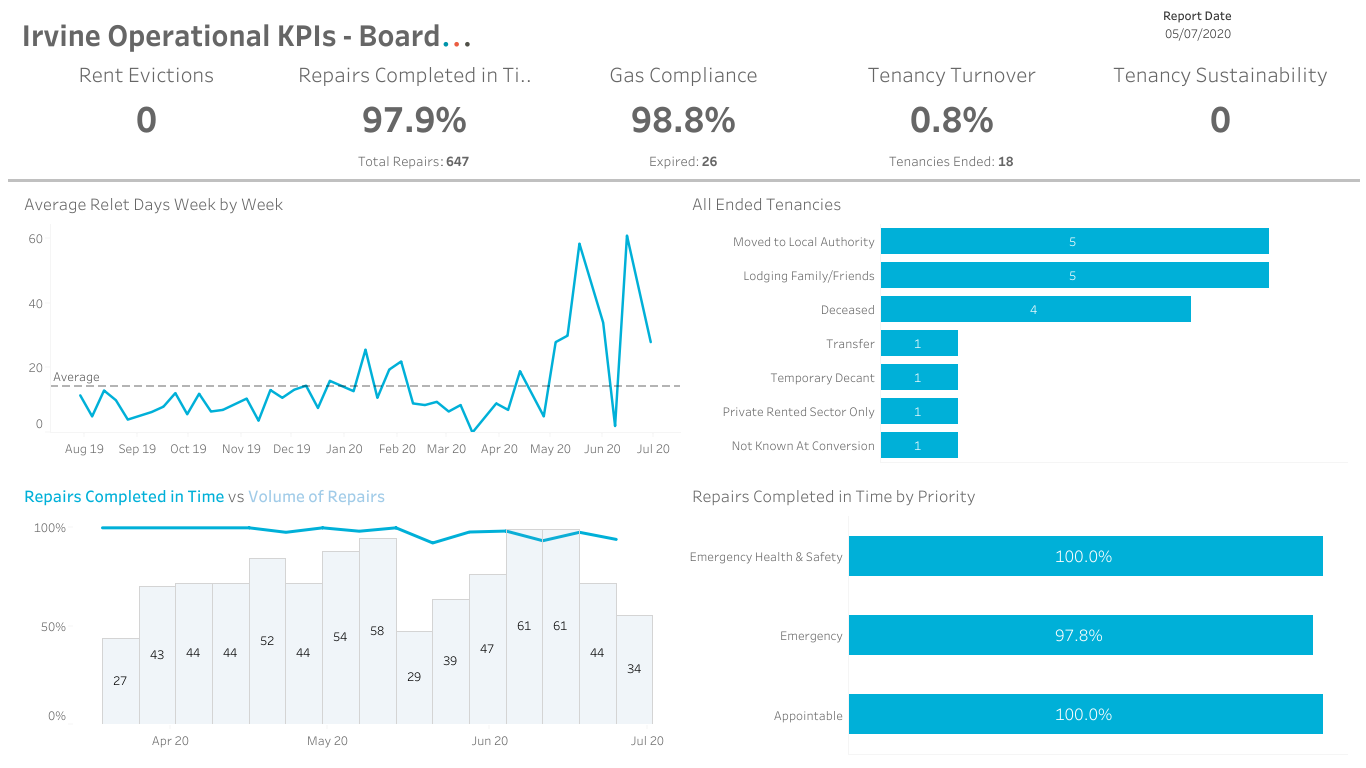 Irvine Operational KPIs - Board...
Report Date
05/07/2020
Rent Evictions
0
Repairs Completed in Ti..
97.9%
Total Repairs: 647
Gas Compliance
98.8%
Expired: 26
Tenancy Turnover
0.8%
Tenancies Ended: 18
Tenancy Sustainability
0
Average Relet Days Week by Week
60
40
20
0
Average
Aug 19 Sep 19 Oct 19 Nov 19 Dec 19 Jan 20 Feb 20 Mar 20 Apr 20 May 20 Jun 20 Jul 20
All Ended Tenancies
Moved to Local Authority 5
Lodging Family/Friends 5
Deceased 4
Transfer 1
Temporary Decant 1
Private Rented Sector Only 1
Not Known At Conversion 1
Repairs Completed in Time vs Volume of Repairs
100%
50%
0%
27 43 44 44 52 44 54 58 29 39 47 61 61 44 34
Apr 20 May 20 Jun 20 Jul 20
Repairs Completed in Time by Priority
Emergency Health & Safety 100.0%
Emergency 97.8%
Appointable 100.0%